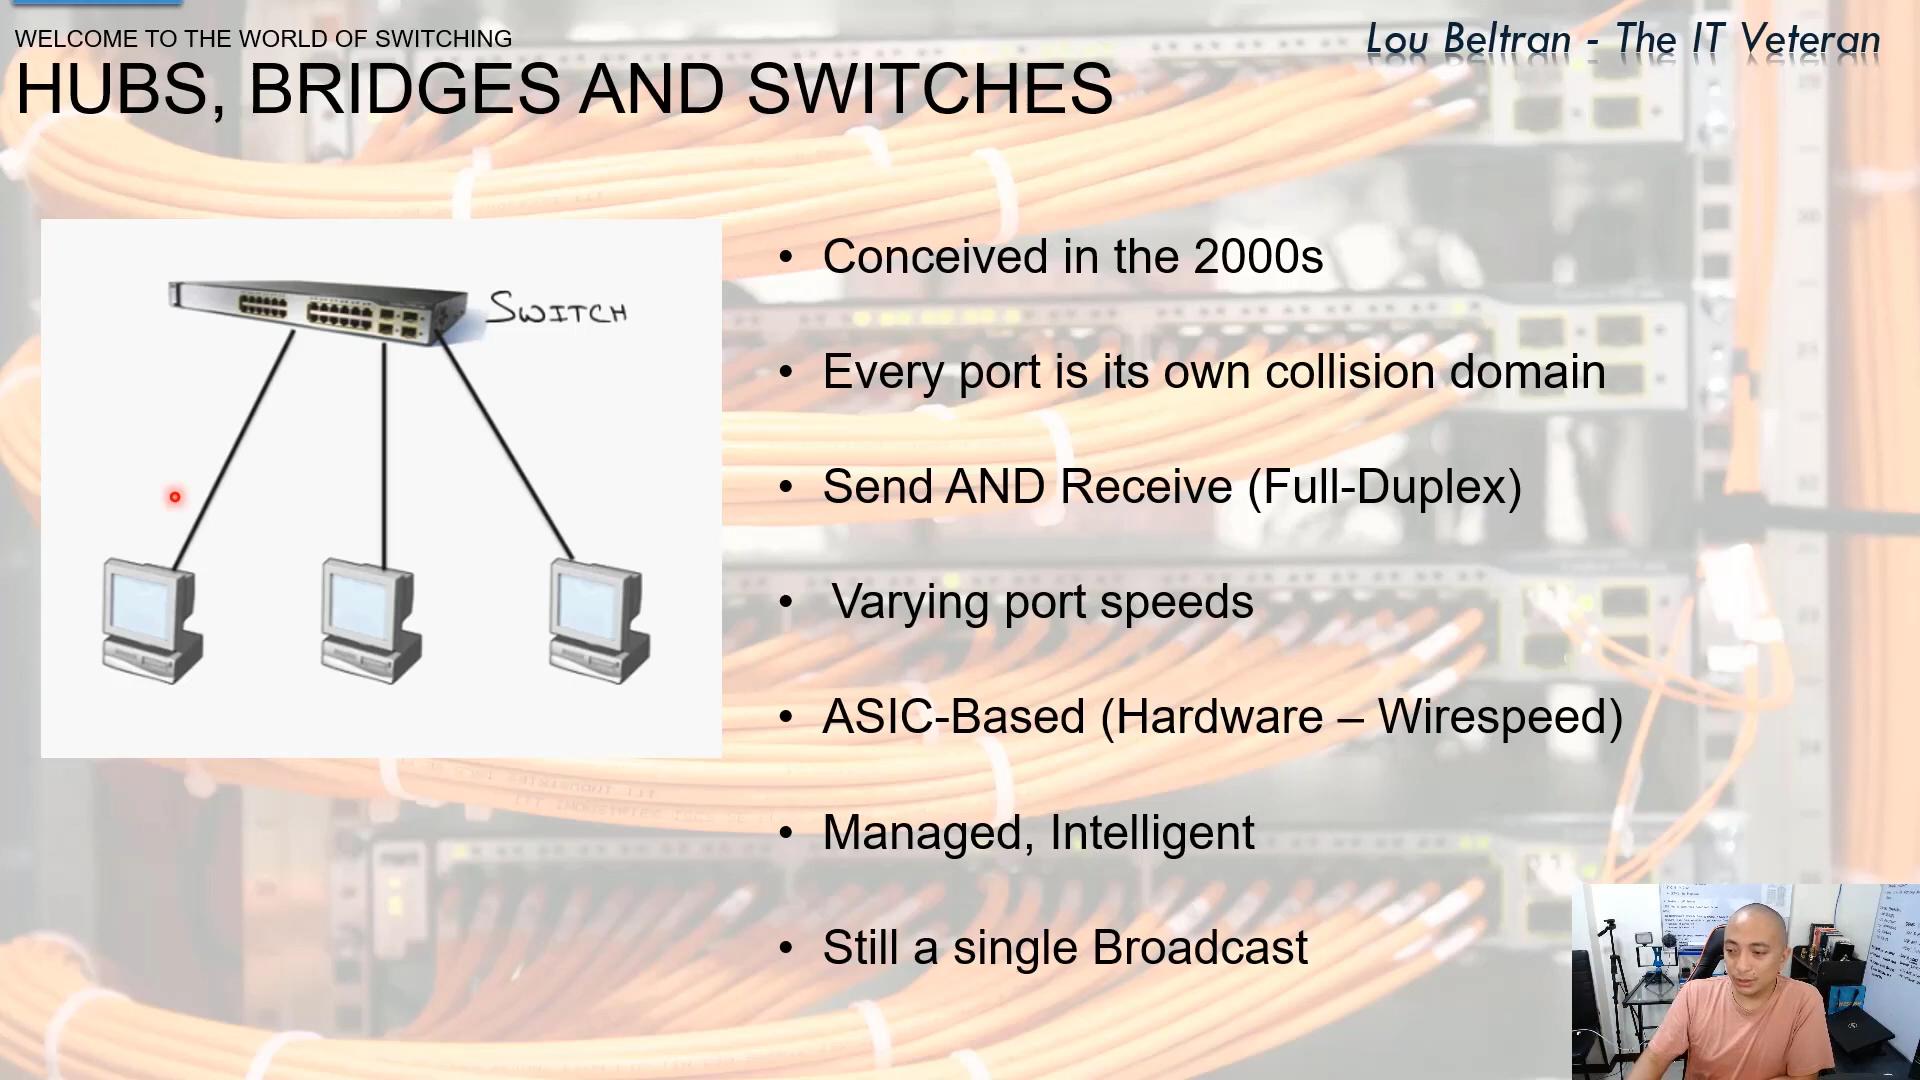 WELCOME TO THE WORLD OF SWITCHING
HUBS, BRIDGES AND SWITCHES
Lou Beltran - The IT Veteran
SWITCH
• Conceived in the 2000s
• Every port is its own collision domain
• Send AND Receive (Full-Duplex)
• Varying port speeds
• ASIC-Based (Hardware – Wirespeed)
• Managed, Intelligent
• Still a single Broadcast